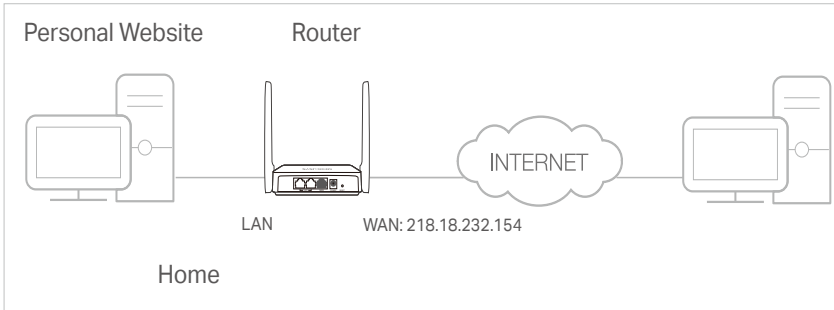 Personal Website Router
INTERNET
LAN WAN: 218.18.232.154
Home